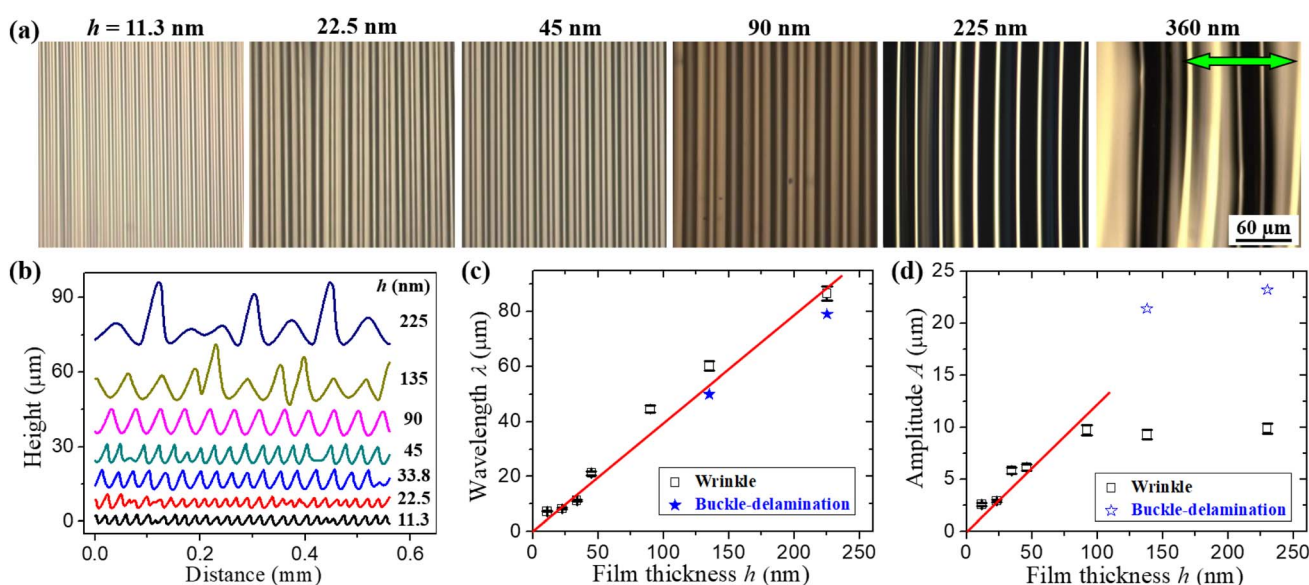 (a) h = 11.3 nm 22.5 nm 45 nm 90 nm 225 nm 360 nm
60 μm
(b)
h (nm)
225
135
90
45
33.8
22.5
11.3
90
60
30
0
Height (μm)
0.0 0.2 0.4 0.6
Distance (mm)
(c)
80
60
40
20
0
Wavelength λ (μm)
Wrinkle
Buckle-delamination
0 50 100 150 200 250
Film thickness h (nm)
(d)
25
20
15
10
5
0
Amplitude A (μm)
Wrinkle
Buckle-delamination
0 50 100 150 200 250
Film thickness h (nm)